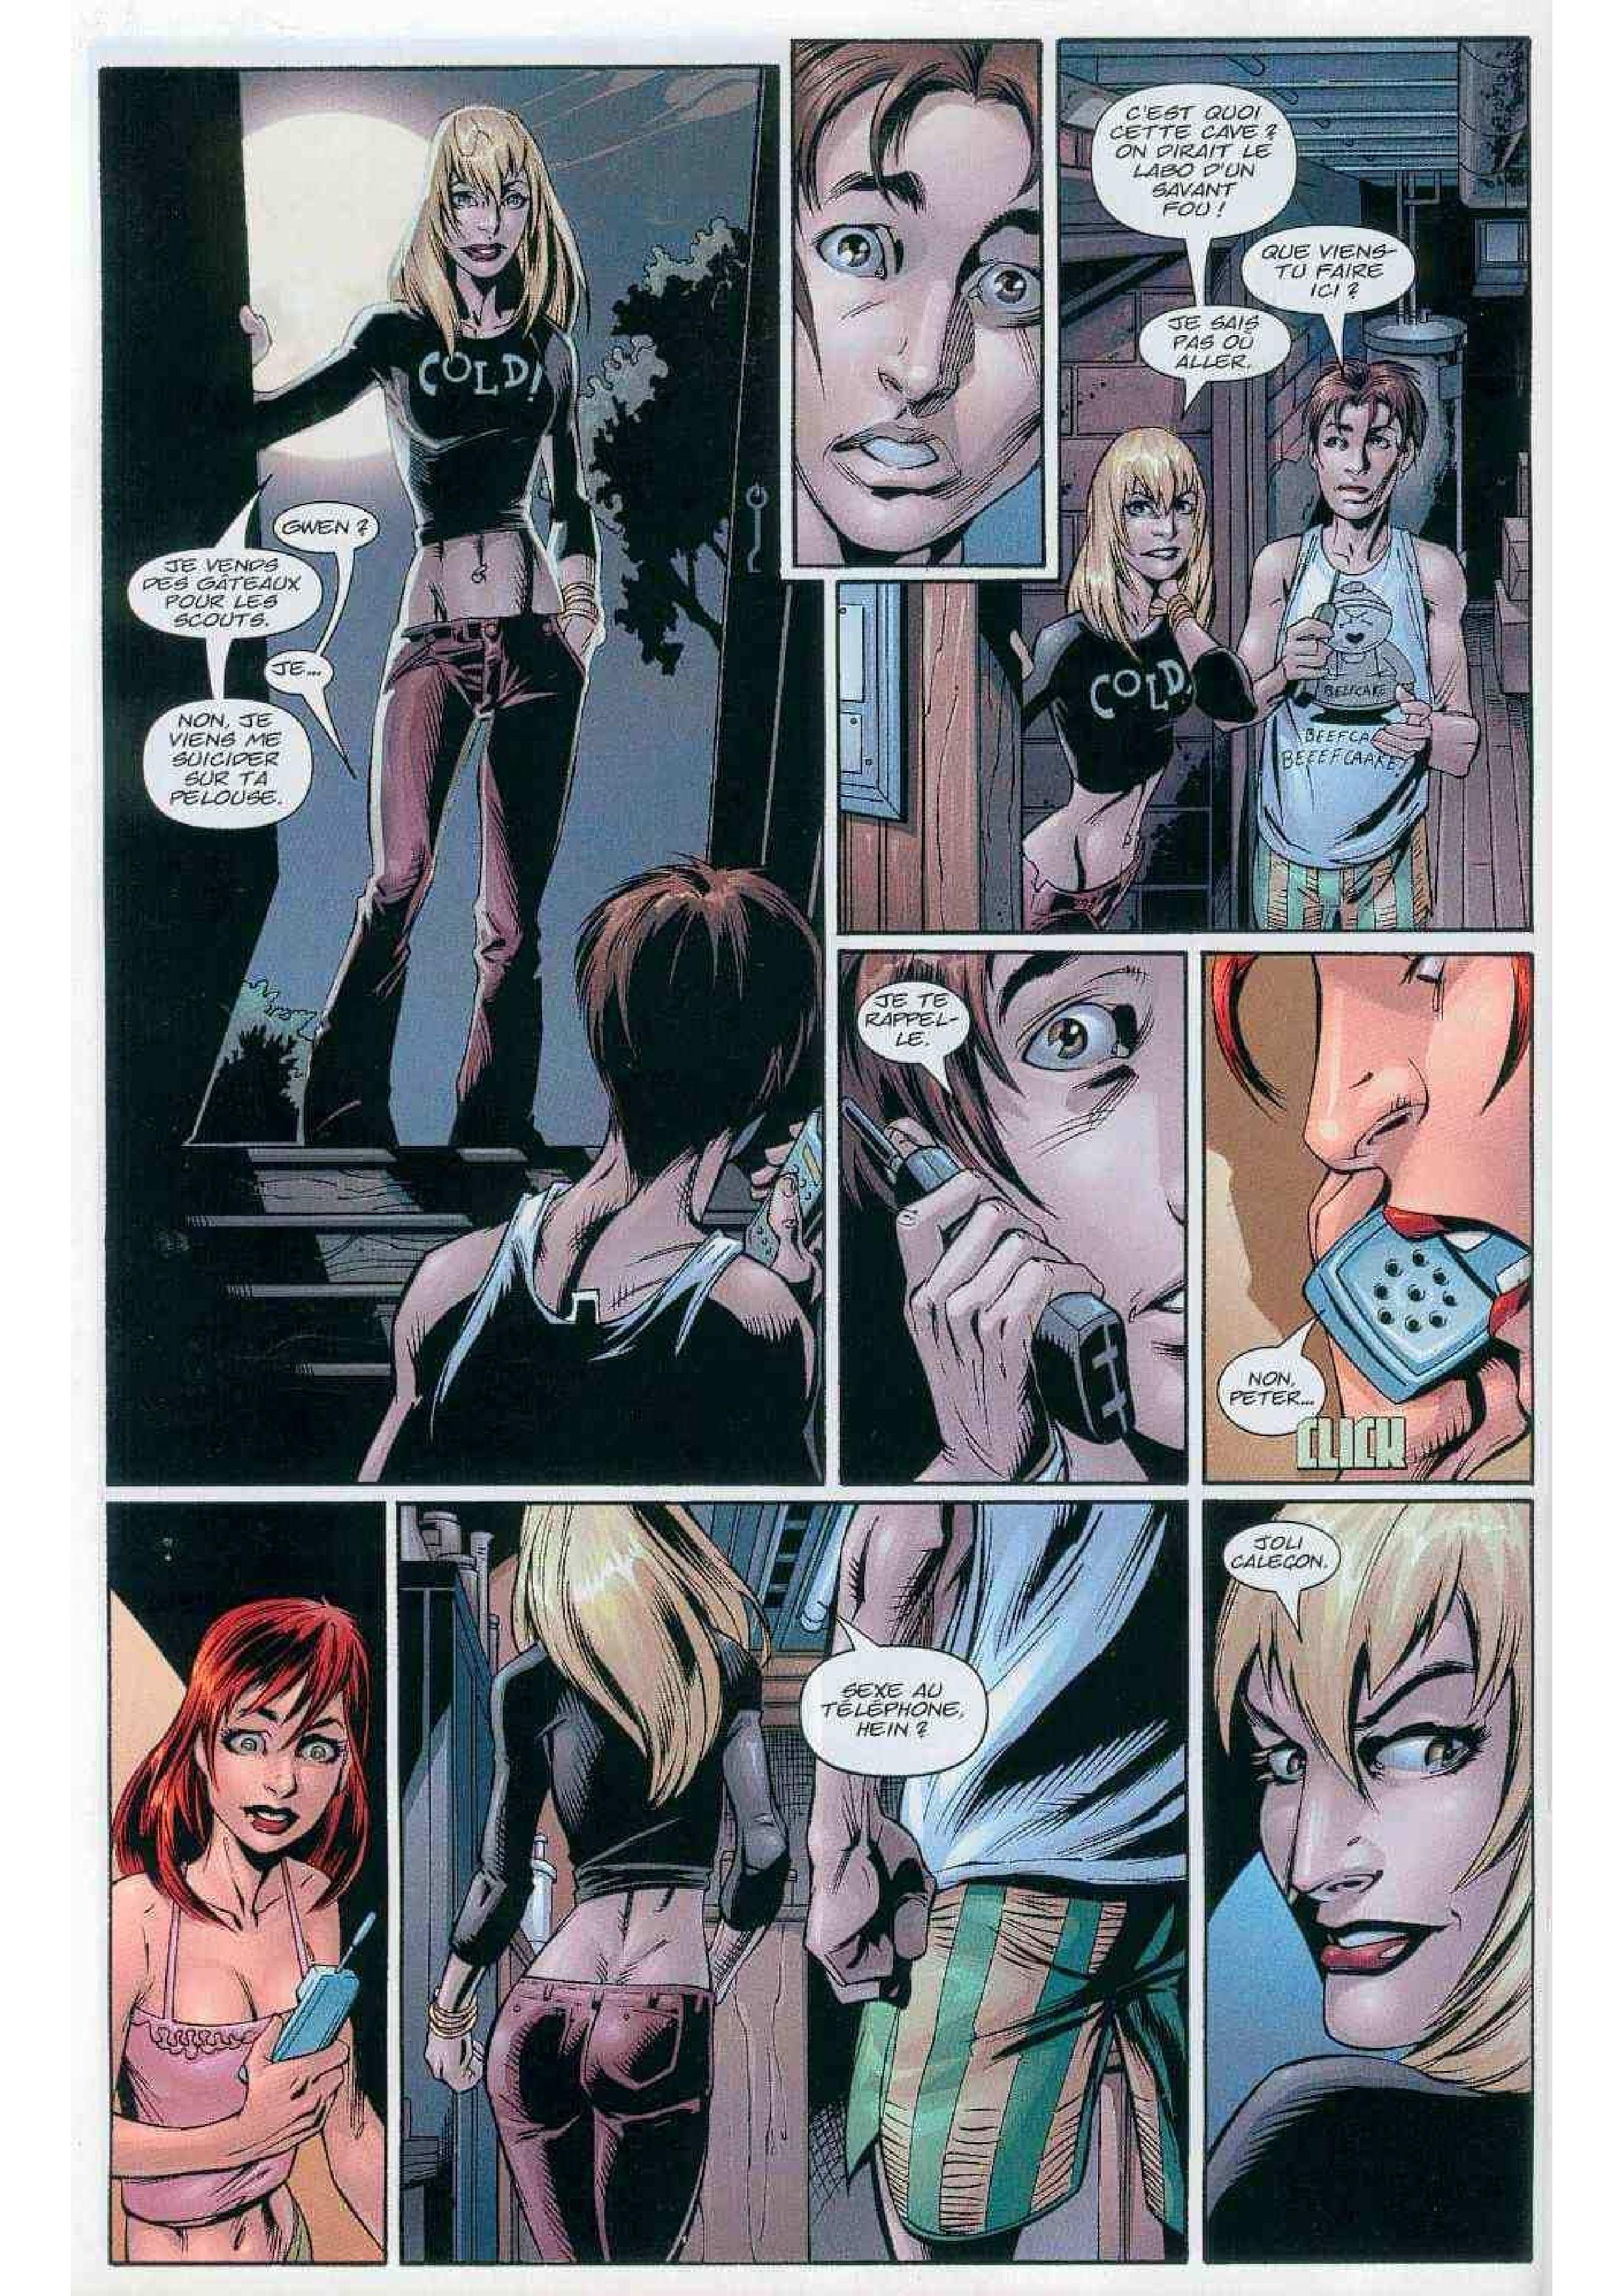 COLD!
GWEN ?
JE VENDS
DES GÂTEAUX
POUR LES
SCOUTS.
JE...
NON, JE
VIENS ME
SUICIDER
SUR TA
PELOUSE.
C'EST QUOI
CETTE CAVE ?
ON DIRAIT LE
LABO D'UN
SAVANT
FOU !
QUE VIENS-
TU FAIRE
ICI ?
JE SAIS
PAS OÙ
ALLER.
COLD!
BEEFCAKE
BEEFCA
BEEEFCAAKE!
JE TE
RAPPEL-
LE.
NON,
PETER...
CLICK
SEXE AU
TÉLÉPHONE,
HEIN ?
JOLI
CALEÇON.